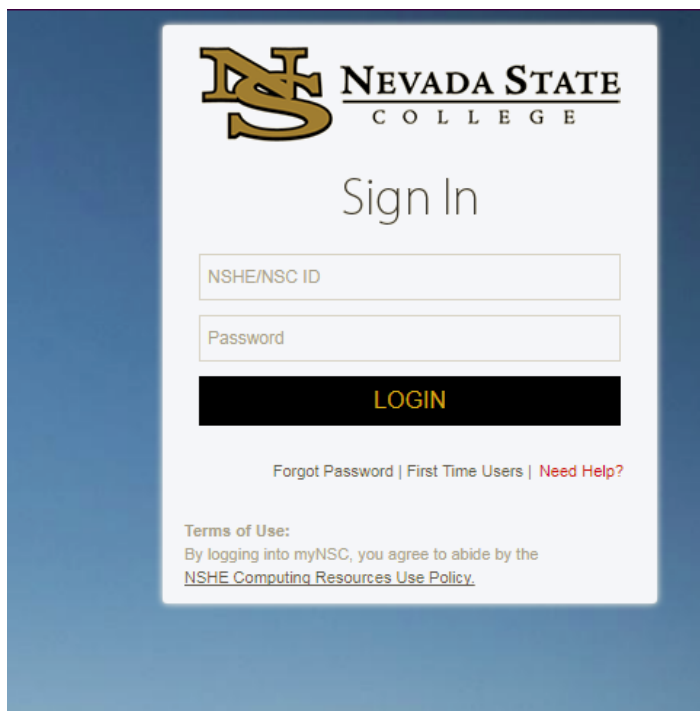 NS NEVADA STATE
COLLEGE
Sign In
NSHE/NSC ID
Password
LOGIN
Forgot Password | First Time Users | Need Help?
Terms of Use:
By logging into myNSC, you agree to abide by the
NSHE Computing Resources Use Policy.